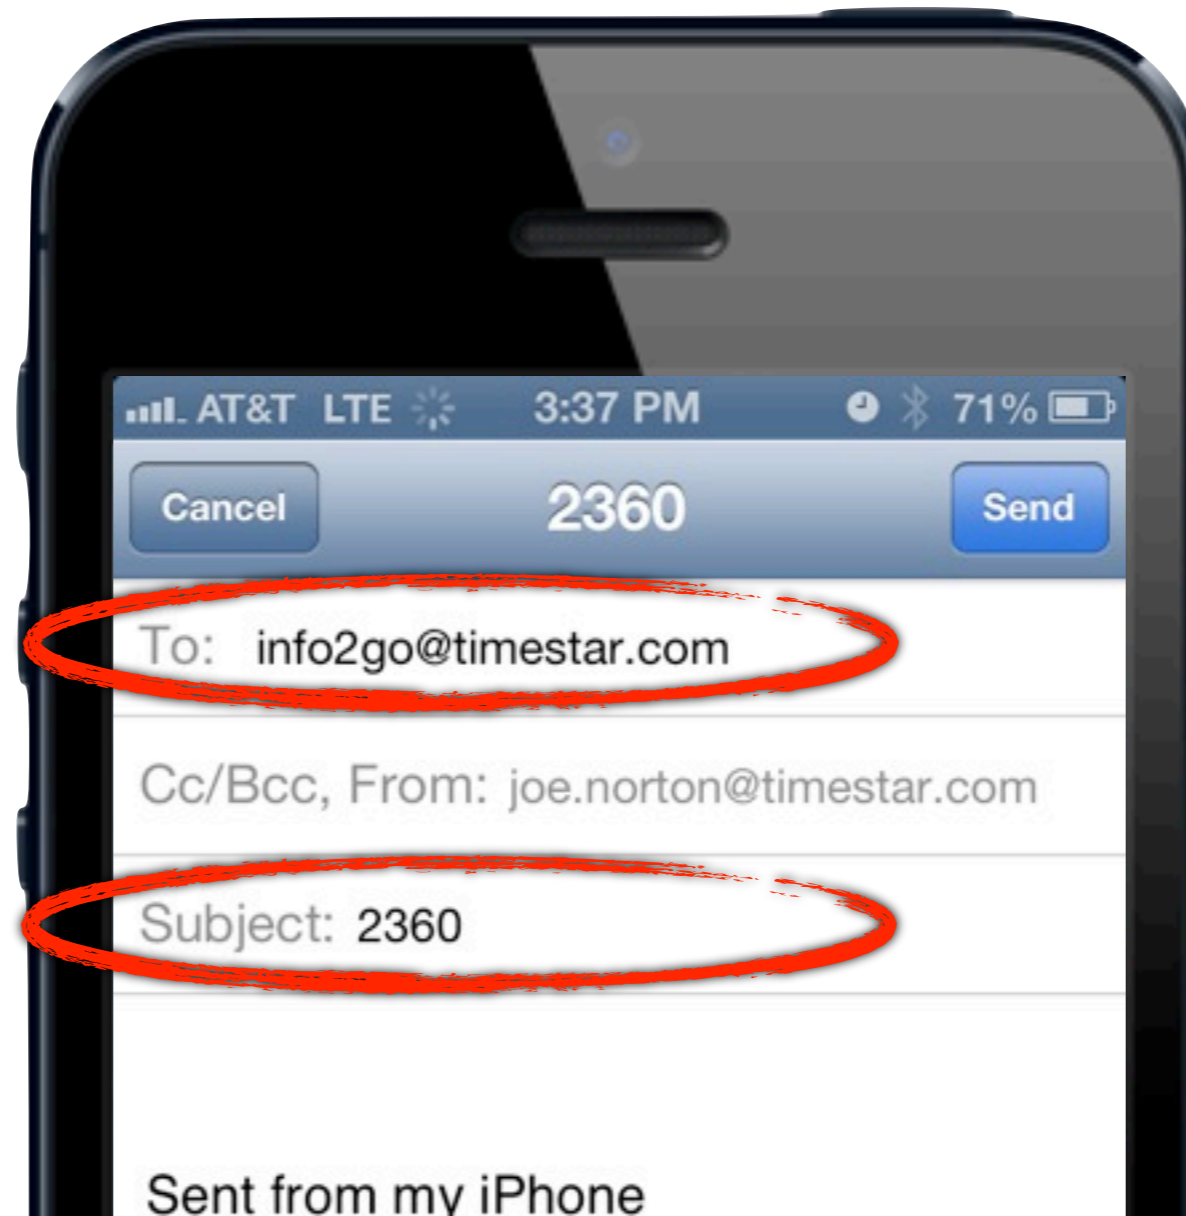 AT&T LTE 3:37 PM 71%
Cancel 2360 Send
To: info2go@timestar.com
Cc/Bcc, From: joe.norton@timestar.com
Subject: 2360
Sent from my iPhone